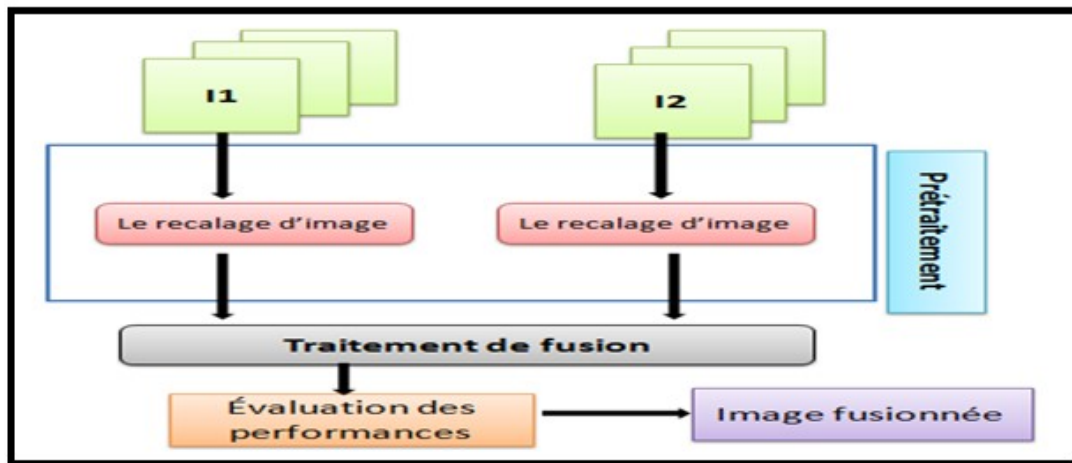 I1
I2
Le recalage d'image
Le recalage d'image
Prétraitement
Traitement de fusion
Évaluation des
performances
Image fusionnée